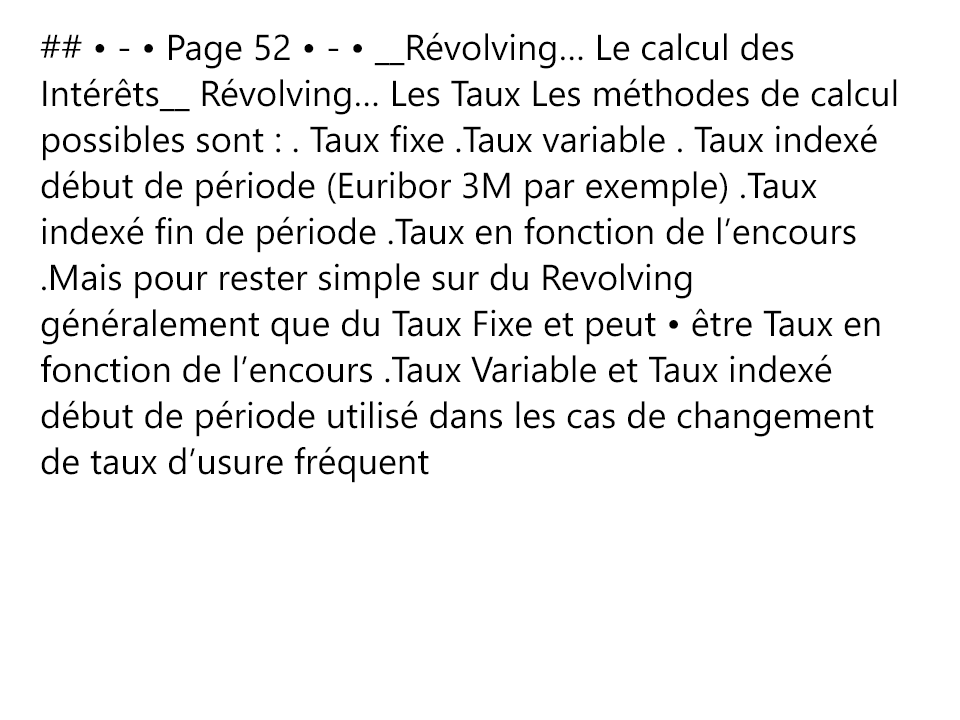 ## • - • Page 52 • - • __Révolving… Le calcul des
Intérêts__ Révolving… Les Taux Les méthodes de calcul
possibles sont : . Taux fixe .Taux variable . Taux indexé
début de période (Euribor 3M par exemple) .Taux
indexé fin de période .Taux en fonction de l’encours
.Mais pour rester simple sur du Revolving
généralement que du Taux Fixe et peut • être Taux en
fonction de l’encours .Taux Variable et Taux indexé
début de période utilisé dans les cas de changement
de taux d’usure fréquent